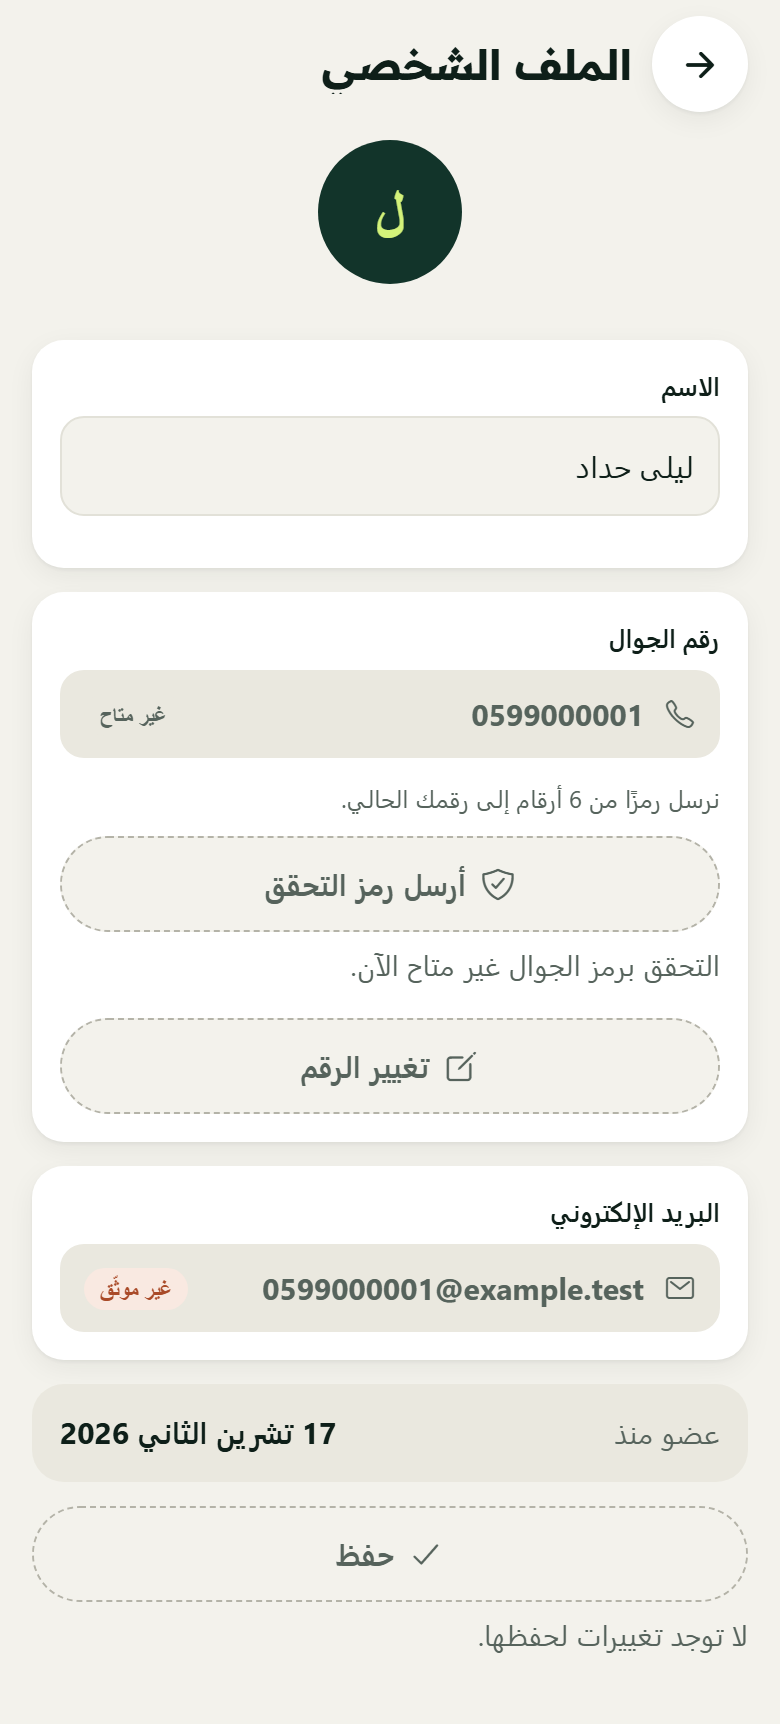 الملف الشخصي
ل
الاسم
ليلى حداد
رقم الجوال
0599000001
غير متاح
نرسل رمزًا من 6 أرقام إلى رقمك الحالي.
أرسل رمز التحقق
التحقق برمز الجوال غير متاح الآن.
تغيير الرقم
البريد الإلكتروني
0599000001@example.test
غير موثّق
عضو منذ
17 تشرين الثاني 2026
حفظ
لا توجد تغييرات لحفظها.